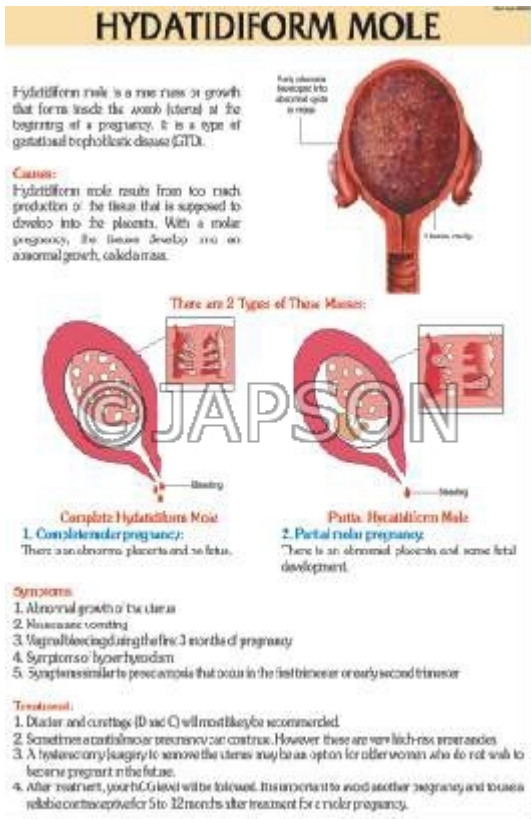 HYDATIDIFORM MOLE
Hydatidiform mole is a rare mass or growth
that forms inside the womb (uterus) at the
beginning of a pregnancy. It is a type of
gestational trophoblastic disease (GTD).
Early placenta
developed into
abnormal cystic
mass
Causes:
Hydatidiform mole results from too much
production of the tissue that is supposed to
develop into the placenta. With a molar
pregnancy, the tissues develop into an
abnormal growth, called a mass.
Uterine cavity
There are 2 Types of These Masses:
©JAPSON
Bleeding
Bleeding
Complete Hydatidiform Mole
Partial Hydatidiform Mole
1. Complete molar pregnancy:
There is an abnormal placenta and no fetus.
2. Partial molar pregnancy:
There is an abnormal placenta and some fetal
development.
Symptoms:
1. Abnormal growth of the uterus
2. Nausea and vomiting
3. Vaginal bleeding during the first 3 months of pregnancy
4. Symptoms of hyperthyroidism
5. Symptoms similar to preeclampsia that occur in the first trimester or early second trimester
Treatment:
1. Dilation and curettage (D and C) will most likely be recommended.
2. Sometimes a partial molar pregnancy can continue. However these are very high-risk pregnancies
3. A hysterectomy (surgery to remove the uterus) may be an option for older women who do not wish to
become pregnant in the future.
4. After treatment, your hCG level will be followed. It is important to avoid another pregnancy and to use a
reliable contraceptive for 6 to 12 months after treatment for a molar pregnancy.